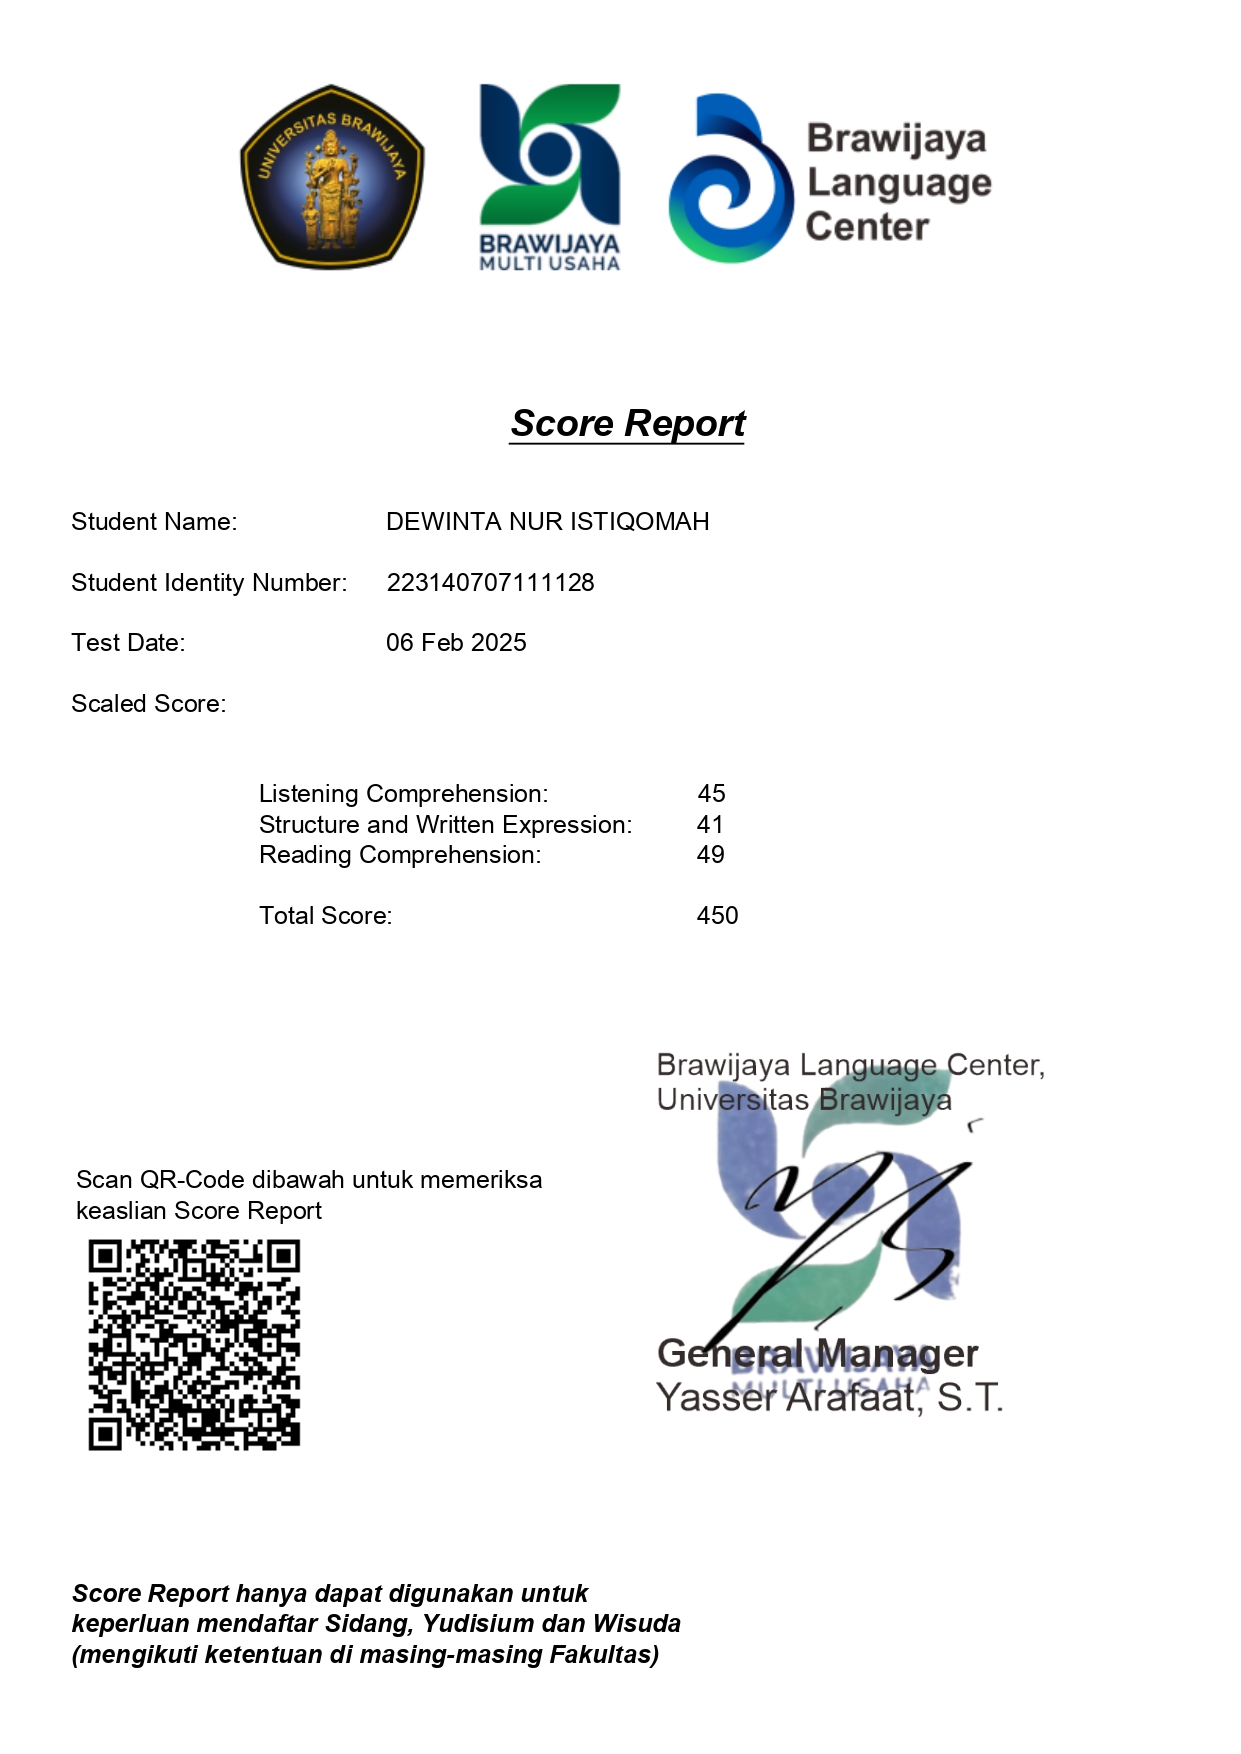 UNIVERSITAS BRAWIJAYA
BRAWIJAYA
MULTI USAHA
Brawijaya
Language
Center
Score Report
Student Name: DEWINTA NUR ISTIQOMAH
Student Identity Number: 223140707111128
Test Date: 06 Feb 2025
Scaled Score:
Listening Comprehension: 45
Structure and Written Expression: 41
Reading Comprehension: 49
Total Score: 450
Brawijaya Language Center,
Universitas Brawijaya
Scan QR-Code dibawah untuk memeriksa
keaslian Score Report
General Manager
BRAWIJAYA
MULTI USAHA
Yasser Arafaat, S.T.
Score Report hanya dapat digunakan untuk
keperluan mendaftar Sidang, Yudisium dan Wisuda
(mengikuti ketentuan di masing-masing Fakultas)